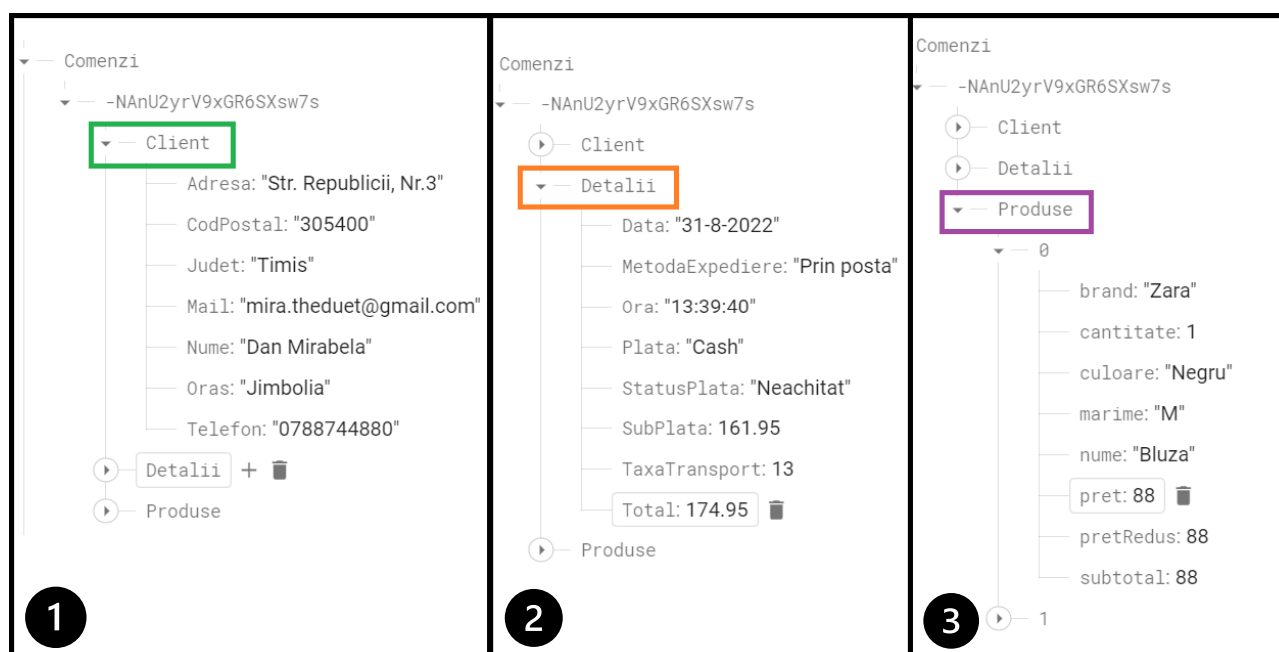 Comenzi
-NAnU2yrV9xGR6SXsw7s
Client
Adresa: "Str. Republicii, Nr.3"
CodPostal: "305400"
Judet: "Timis"
Mail: "mira.theduet@gmail.com"
Nume: "Dan Mirabela"
Oras: "Jimbolia"
Telefon: "0788744880"
Detalii
Produse
1
Comenzi
-NAnU2yrV9xGR6SXsw7s
Client
Detalii
Data: "31-8-2022"
MetodaExpediere: "Prin posta"
Ora: "13:39:40"
Plata: "Cash"
StatusPlata: "Neachitat"
SubPlata: 161.95
TaxaTransport: 13
Total: 174.95
Produse
2
Comenzi
-NAnU2yrV9xGR6SXsw7s
Client
Detalii
Produse
0
brand: "Zara"
cantitate: 1
culoare: "Negru"
marime: "M"
nume: "Bluza"
pret: 88
pretRedus: 88
subtotal: 88
1
3